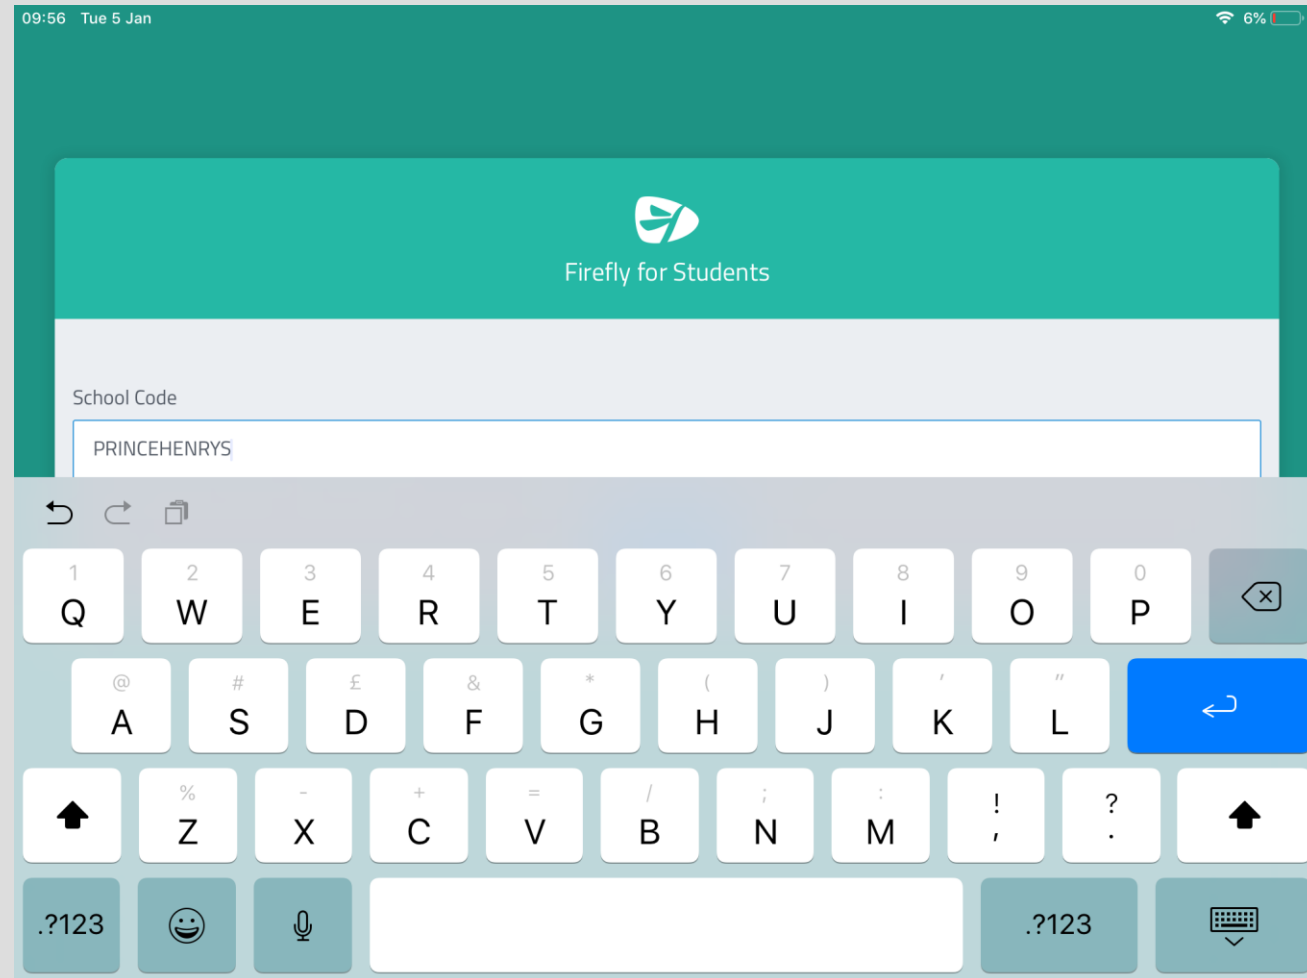 09:56 Tue 5 Jan 6%
Firefly for Students
School Code
PRINCEHENRYS
1 2 3 4 5 6 7 8 9 0
Q W E R T Y U I O P
@ # £ & * ( ) ' "
A S D F G H J K L
% - + = / ; : ! ?
Z X C V B N M , .
.?123 .?123